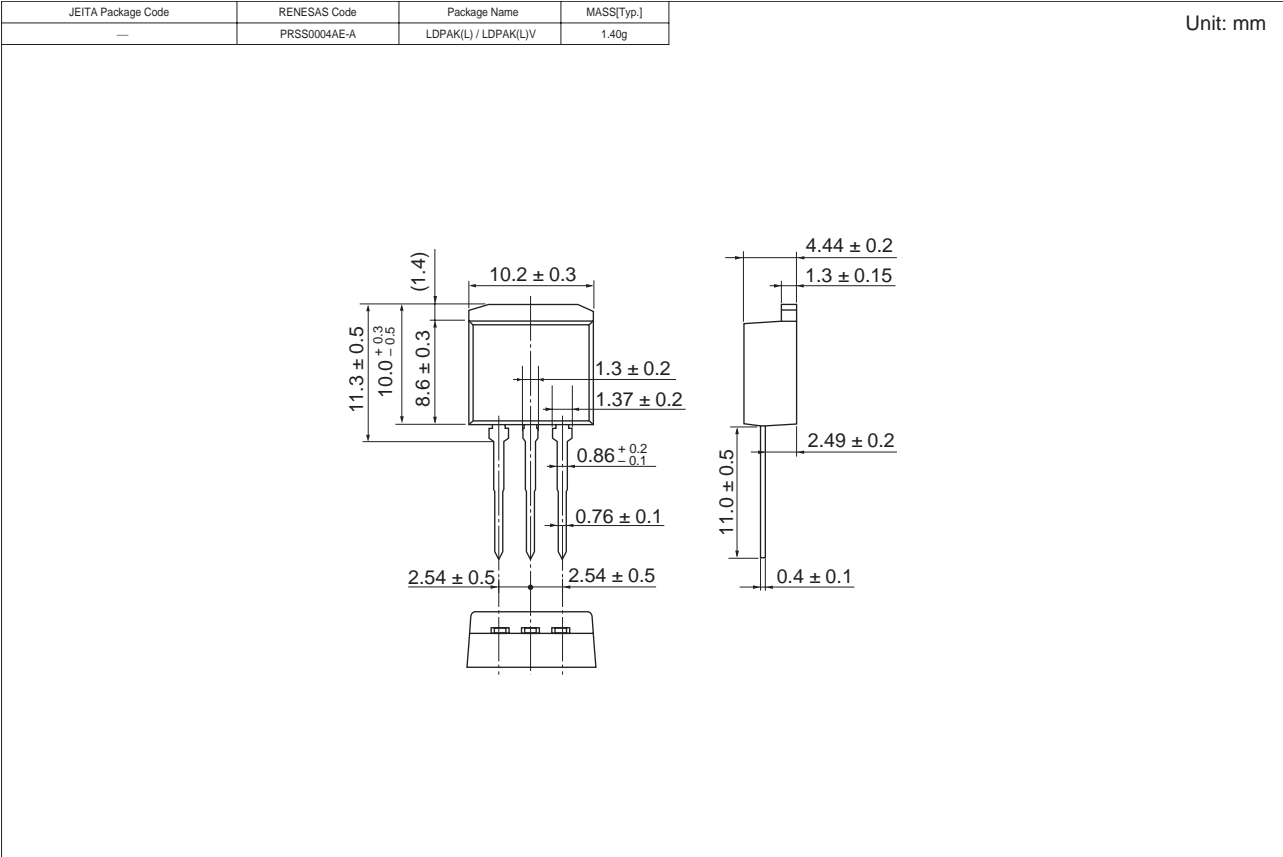 JEITA Package Code RENESAS Code Package Name MASS[Typ.]
— PRSS0004AE-A LDPAK(L) / LDPAK(L)V 1.40g
Unit: mm
4.44 ± 0.2
(1.4)
10.2 ± 0.3
1.3 ± 0.15
11.3 ± 0.5
10.0 + 0.3 – 0.5
8.6 ± 0.3
1.3 ± 0.2
1.37 ± 0.2
2.49 ± 0.2
0.86 + 0.2 – 0.1
11.0 ± 0.5
0.76 ± 0.1
2.54 ± 0.5
2.54 ± 0.5
0.4 ± 0.1